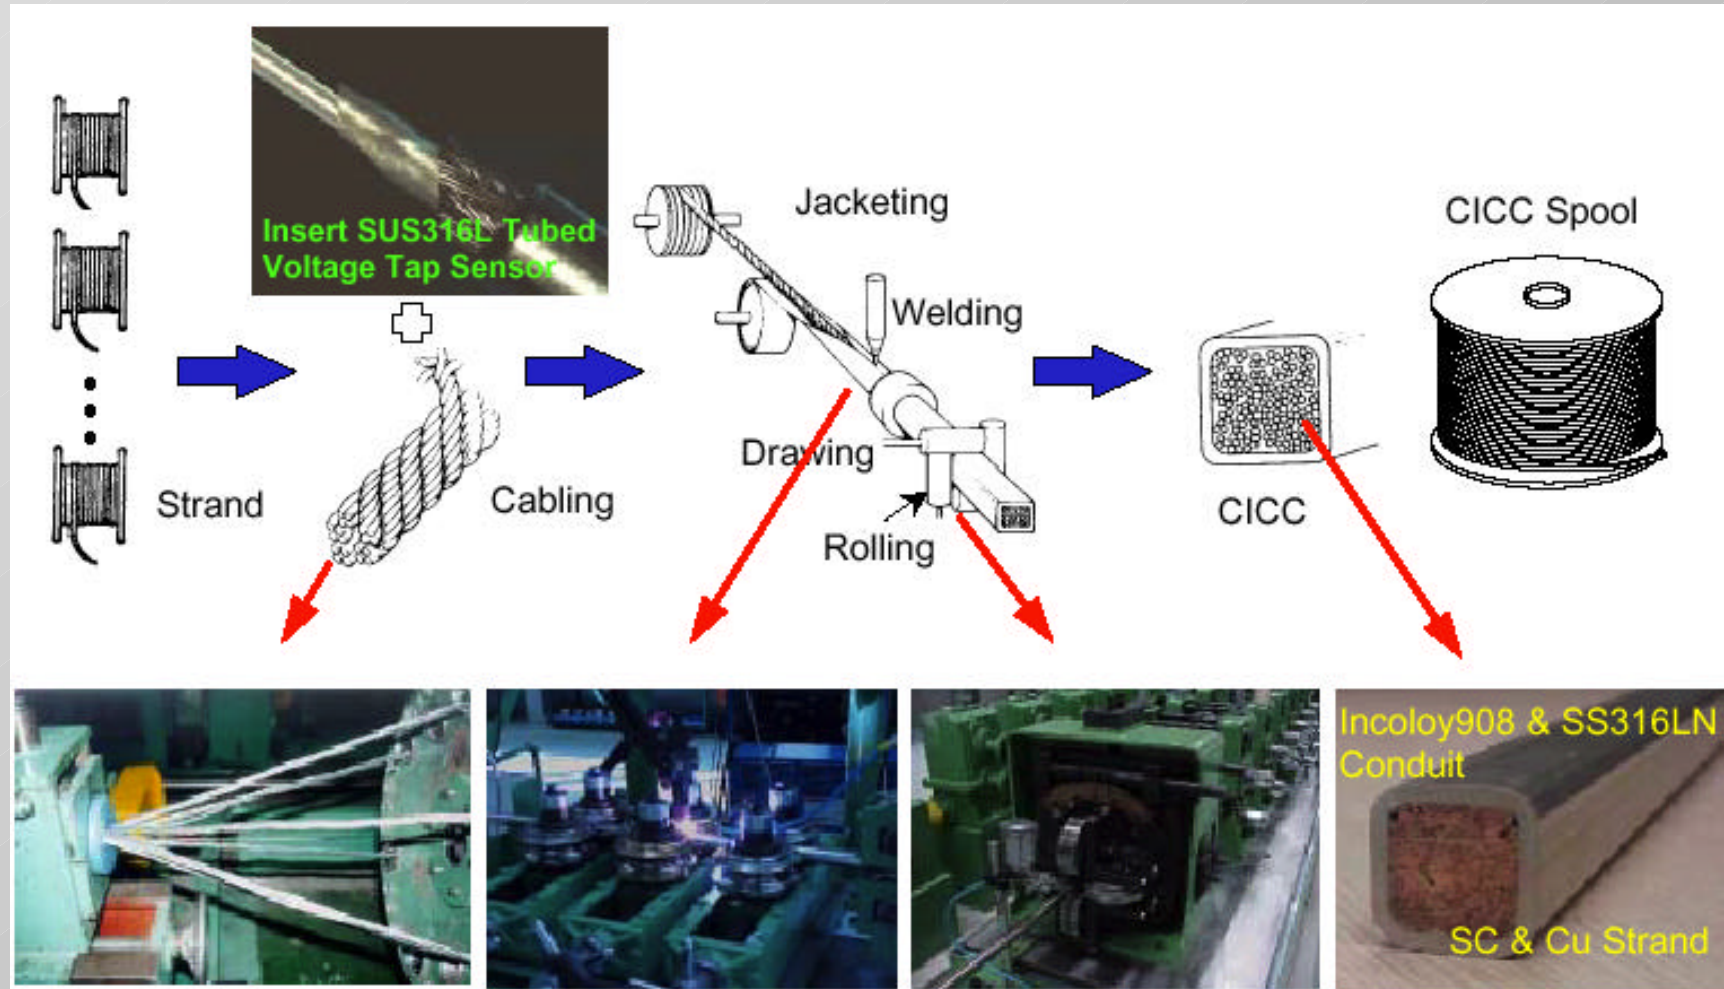 Insert SUS316L Tubed
Voltage Tap Sensor
Jacketing
CICC Spool
Welding
Drawing
Strand
Cabling
CICC
Rolling
Incoloy908 & SS316LN
Conduit
SC & Cu Strand